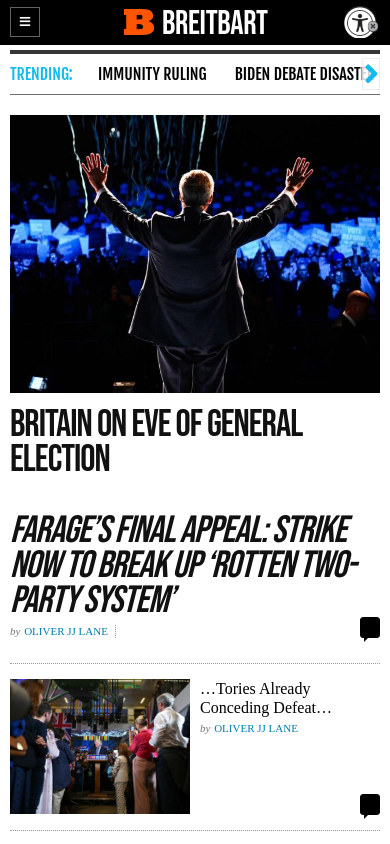 BREITBART
TRENDING:
IMMUNITY RULING
BIDEN DEBATE
BRITAIN ON EVE OF GENERAL
ELECTION
FARAGE’S FINAL APPEAL: STRIKE
NOW TO BREAK UP ‘ROTTEN TWO-
PARTY SYSTEM’
by OLIVER JJ LANE
…Tories Already
Conceding Defeat…
by OLIVER JJ LANE